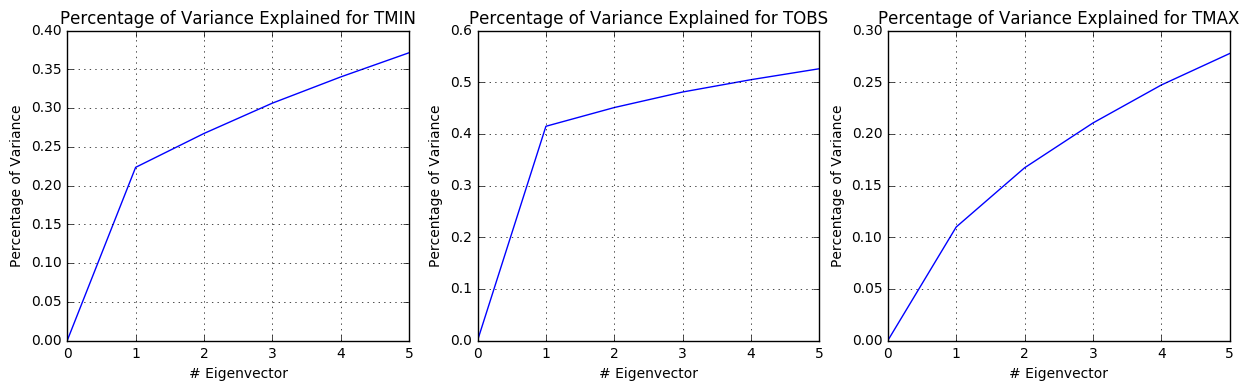 Percentage of Variance Explained for TMIN
Percentage of Variance
0.40
0.35
0.30
0.25
0.20
0.15
0.10
0.05
0.00
0 1 2 3 4 5
# Eigenvector
Percentage of Variance Explained for TOBS
Percentage of Variance
0.6
0.5
0.4
0.3
0.2
0.1
0.0
0 1 2 3 4 5
# Eigenvector
Percentage of Variance Explained for TMAX
Percentage of Variance
0.30
0.25
0.20
0.15
0.10
0.05
0.00
0 1 2 3 4 5
# Eigenvector